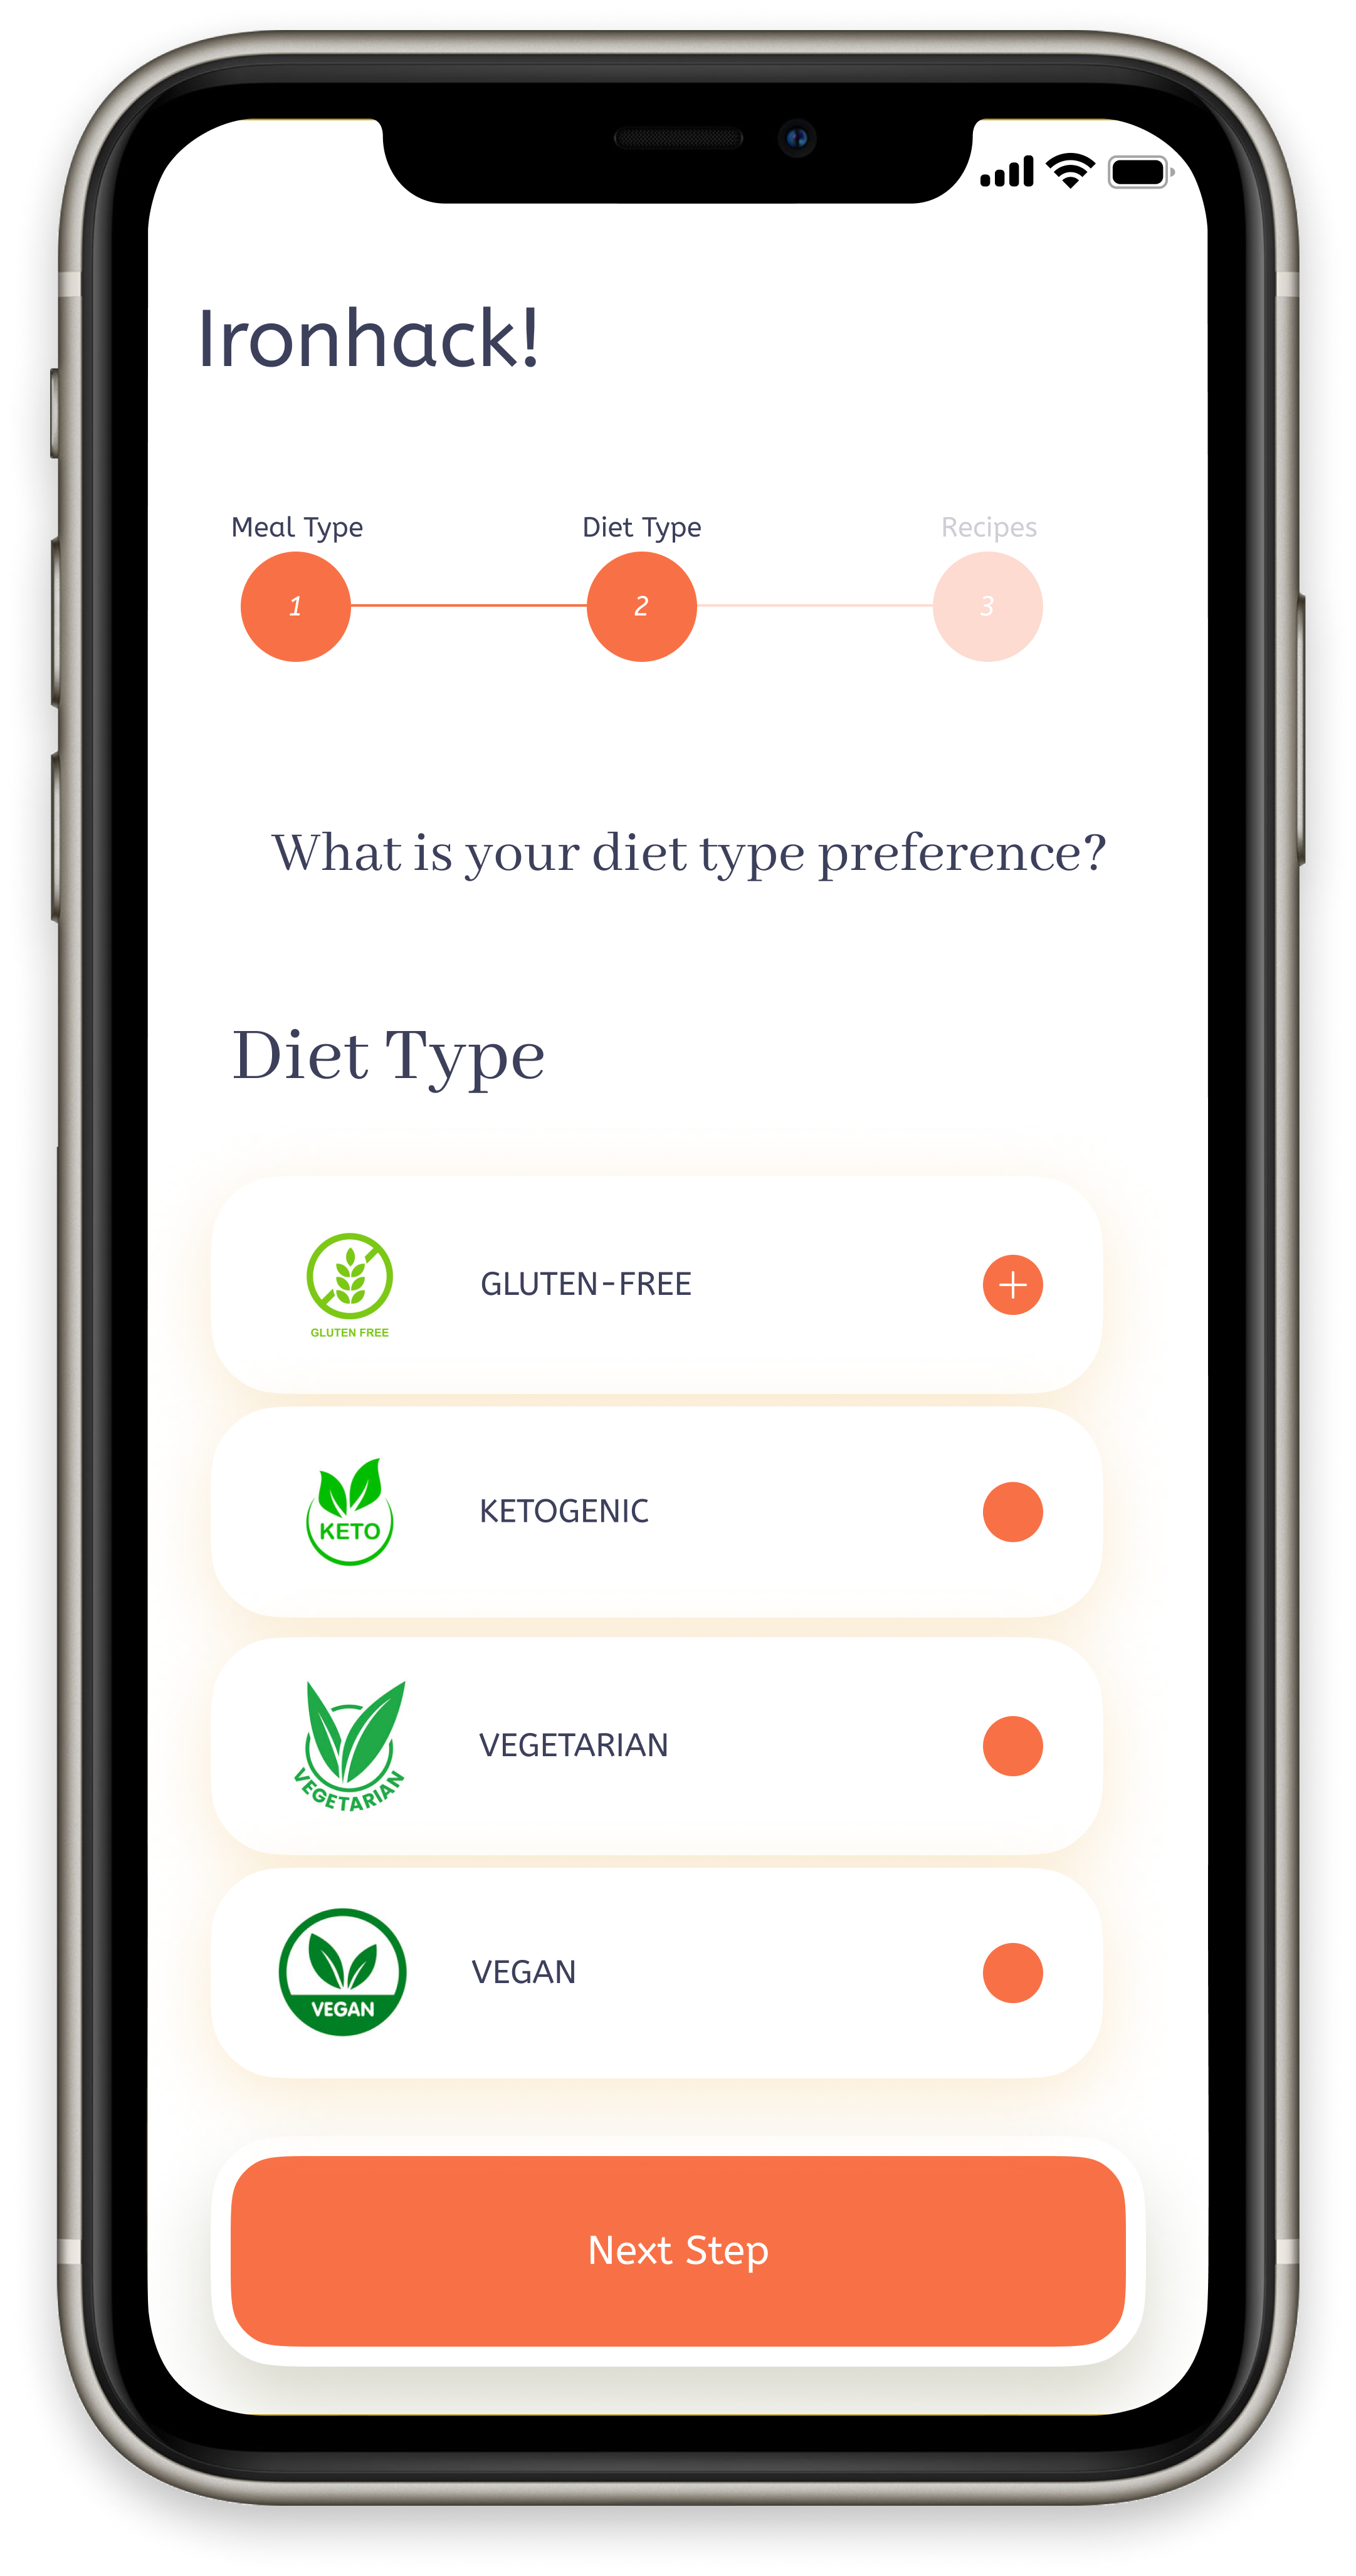 Ironhack!
Meal Type
Diet Type
Recipes
1
2
3
What is your diet type preference?
Diet Type
GLUTEN FREE
GLUTEN-FREE
KETO
KETOGENIC
VEGETARIAN
VEGETARIAN
VEGAN
VEGAN
Next Step